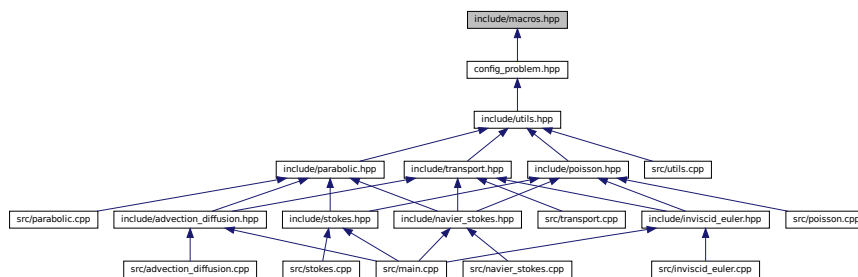 include/macros.hpp
config_problem.hpp
include/utils.hpp
include/parabolic.hpp
include/transport.hpp
include/poisson.hpp
src/utils.cpp
src/parabolic.cpp
include/advection_diffusion.hpp
include/stokes.hpp
include/navier_stokes.hpp
src/transport.cpp
include/inviscid_euler.hpp
src/poisson.cpp
src/advection_diffusion.cpp
src/stokes.cpp
src/main.cpp
src/navier_stokes.cpp
src/inviscid_euler.cpp